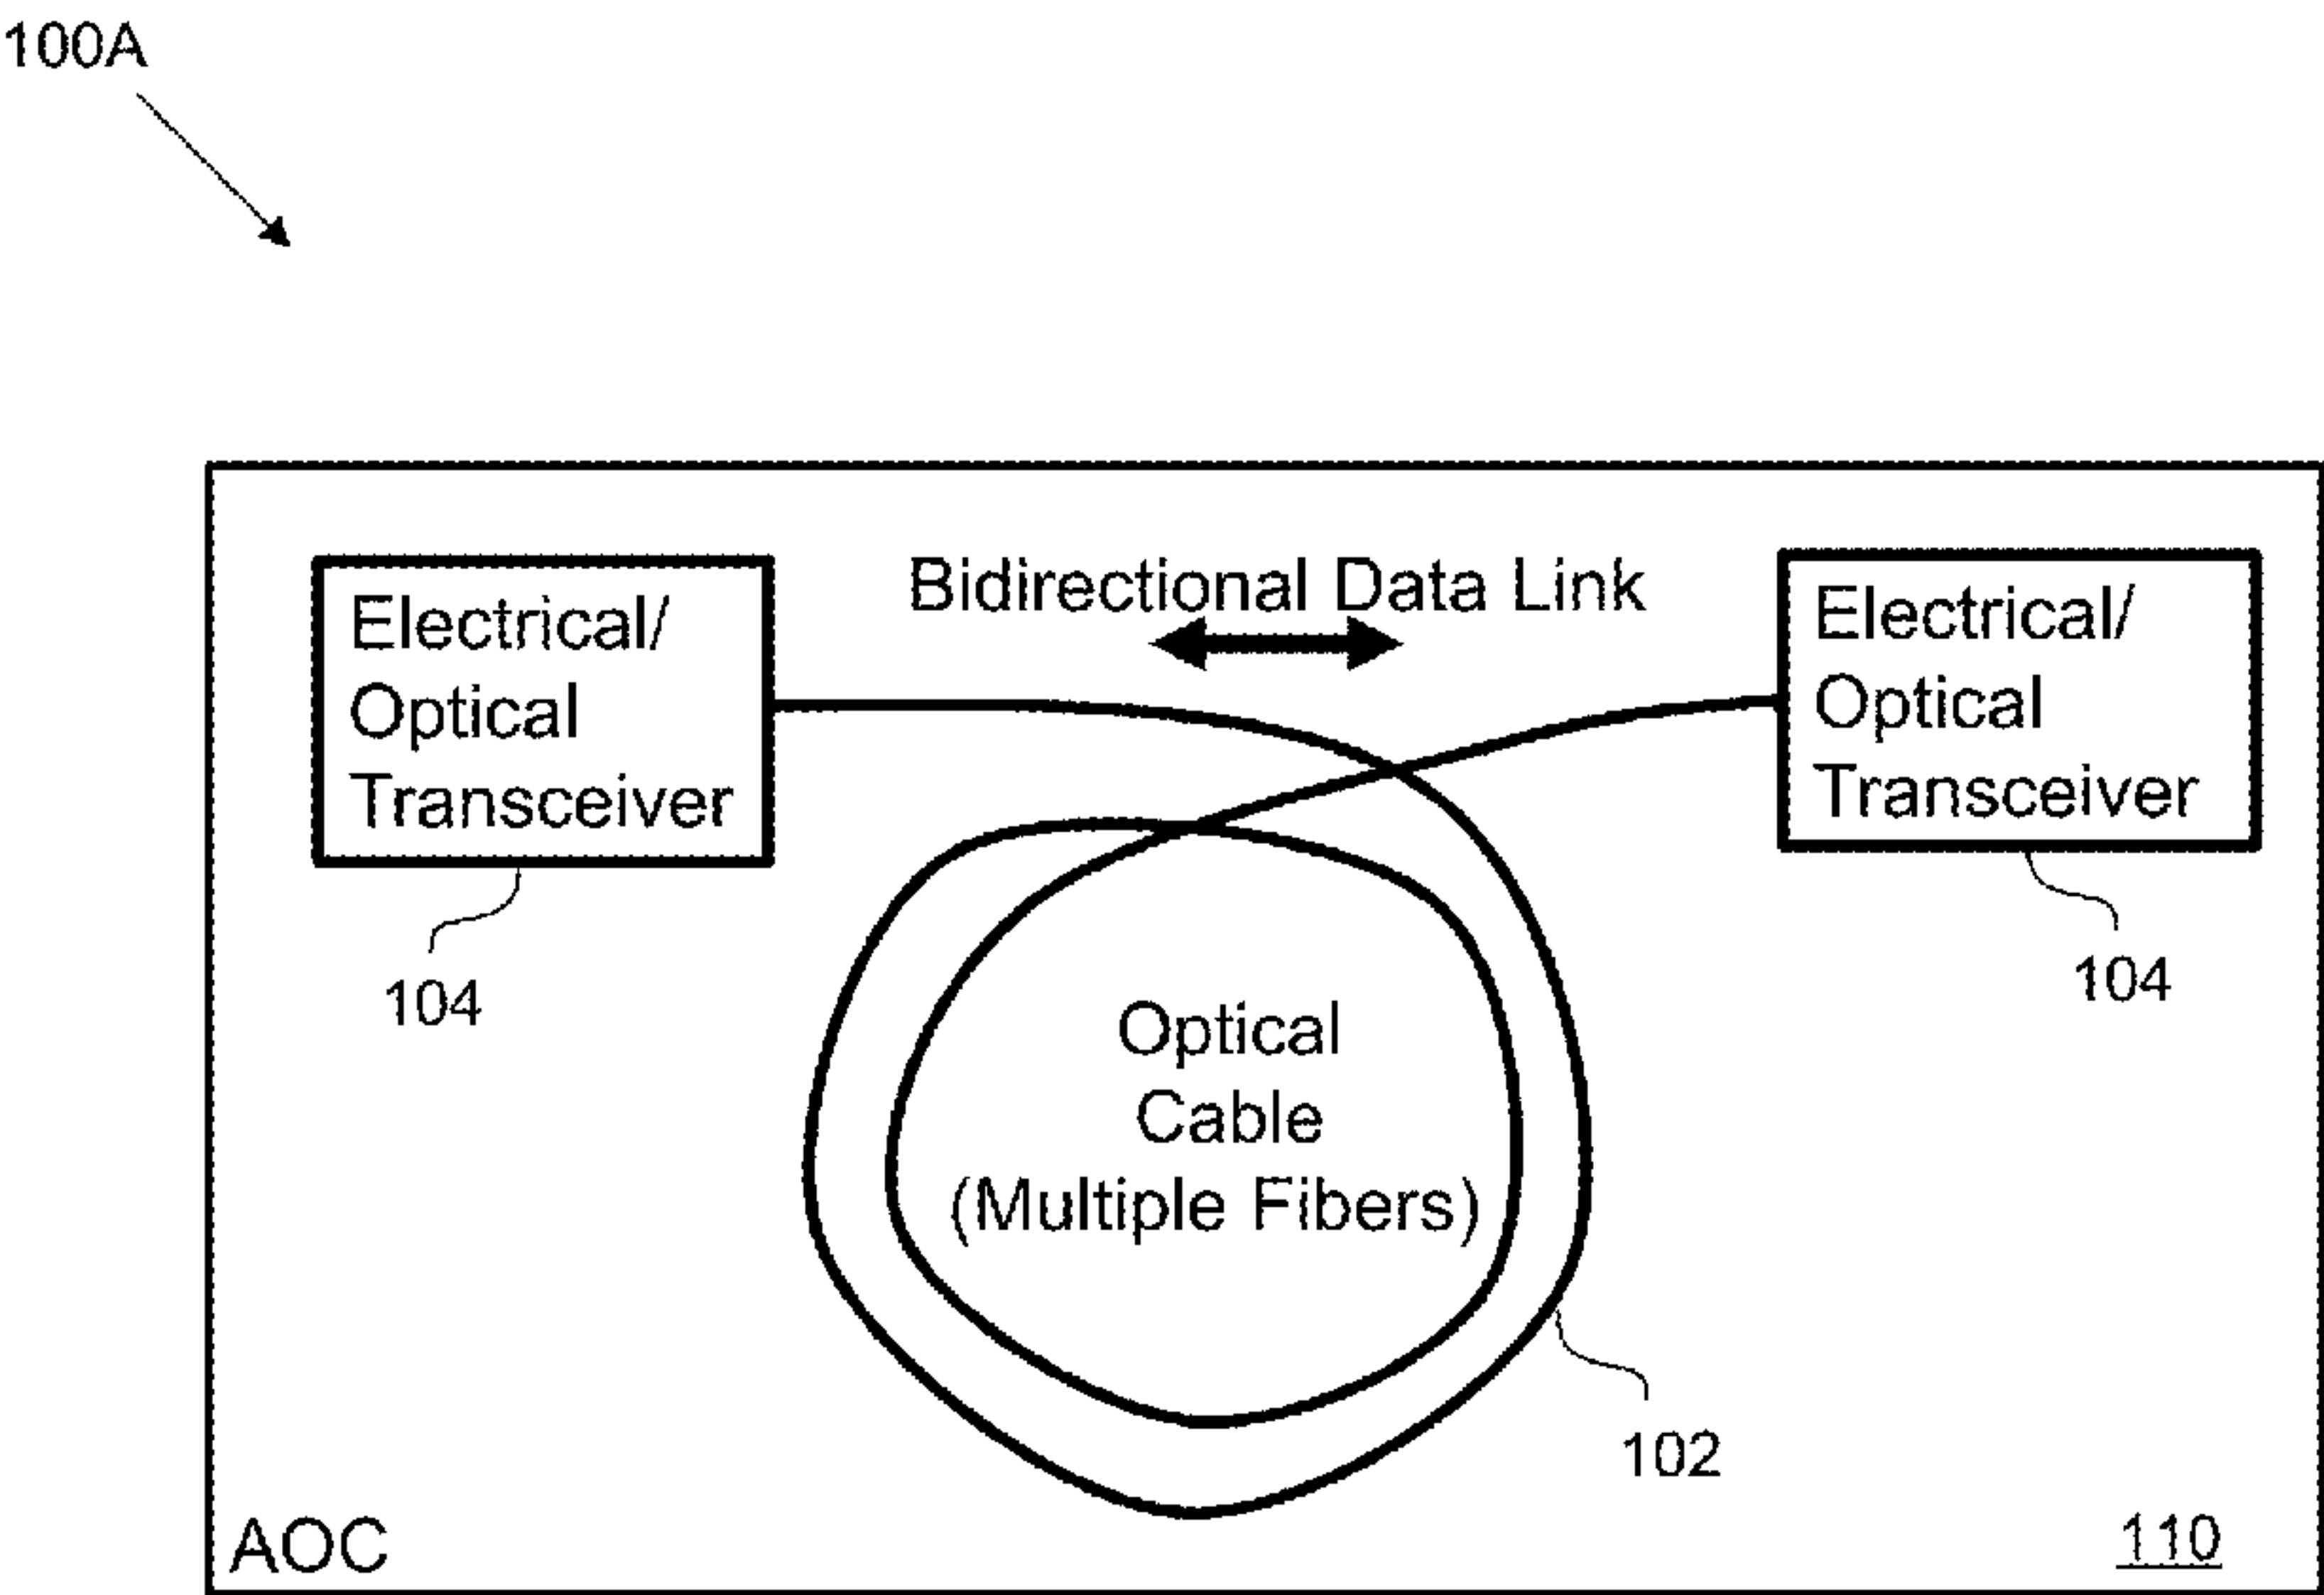 100A
Bidirectional Data Link
Electrical/
Optical
Transceiver
Electrical/
Optical
Transceiver
104
104
Optical
Cable
(Multiple Fibers)
102
AOC
110